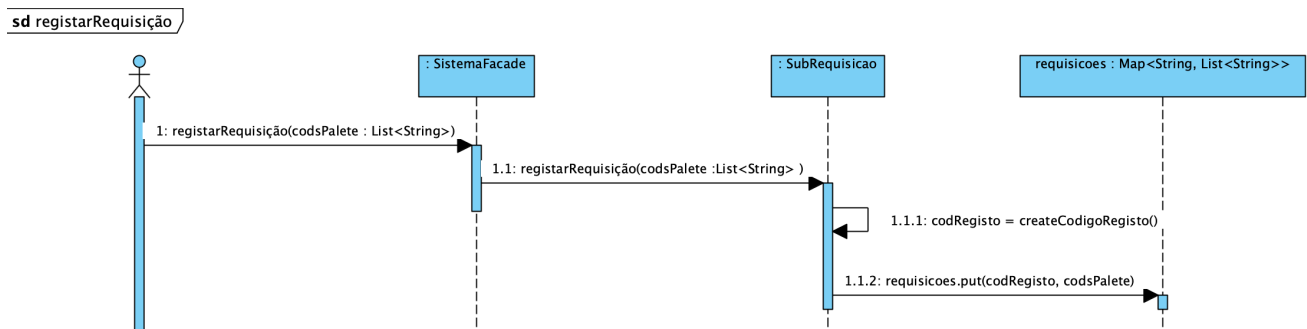 sd registarRequisição
: SistemaFacade
: SubRequisicao
requisicoes : Map<String, List<String>>
1: registarRequisição(codsPalete : List<String>)
1.1: registarRequisição(codsPalete :List<String> )
1.1.1: codRegisto = createCodigoRegisto()
1.1.2: requisicoes.put(codRegisto, codsPalete)